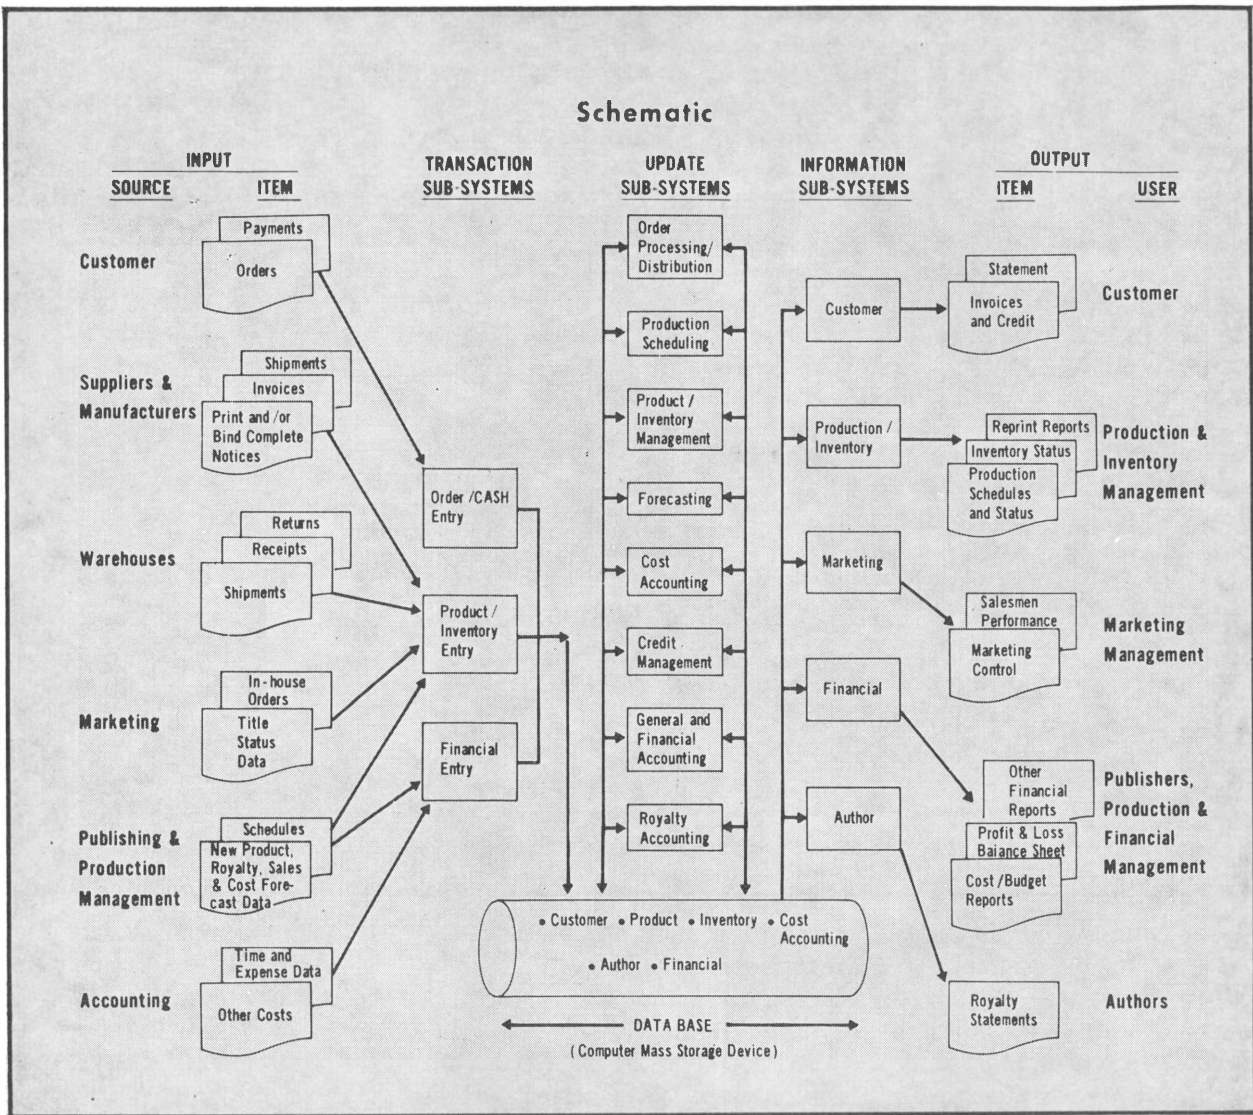 Schematic
INPUT
SOURCE
ITEM
TRANSACTION
SUB-SYSTEMS
UPDATE
SUB-SYSTEMS
INFORMATION
SUB-SYSTEMS
OUTPUT
ITEM
USER
Customer
Payments
Orders
Suppliers &
Manufacturers
Shipments
Invoices
Print and/or
Bind Complete
Notices
Warehouses
Returns
Receipts
Shipments
Marketing
In-house
Orders
Title
Status
Data
Publishing &
Production
Management
Schedules
New Product,
Royalty, Sales
& Cost Fore-
cast Data
Accounting
Time and
Expense Data
Other Costs
Order/CASH
Entry
Product/
Inventory
Entry
Financial
Entry
Order
Processing/
Distribution
Production
Scheduling
Product/
Inventory
Management
Forecasting
Cost
Accounting
Credit
Management
General and
Financial
Accounting
Royalty
Accounting
Customer
Production/
Inventory
Marketing
Financial
Author
Statement
Invoices
and Credit
Customer
Reprint Reports
Inventory Status
Production
Schedules
and Status
Production &
Inventory
Management
Salesmen
Performance
Marketing
Control
Marketing
Management
Other
Financial
Reports
Profit & Loss
Balance Sheet
Cost/Budget
Reports
Publishers,
Production &
Financial
Management
Royalty
Statements
Authors
• Customer • Product • Inventory • Cost
Accounting
• Author • Financial
DATA BASE
(Computer Mass Storage Device)